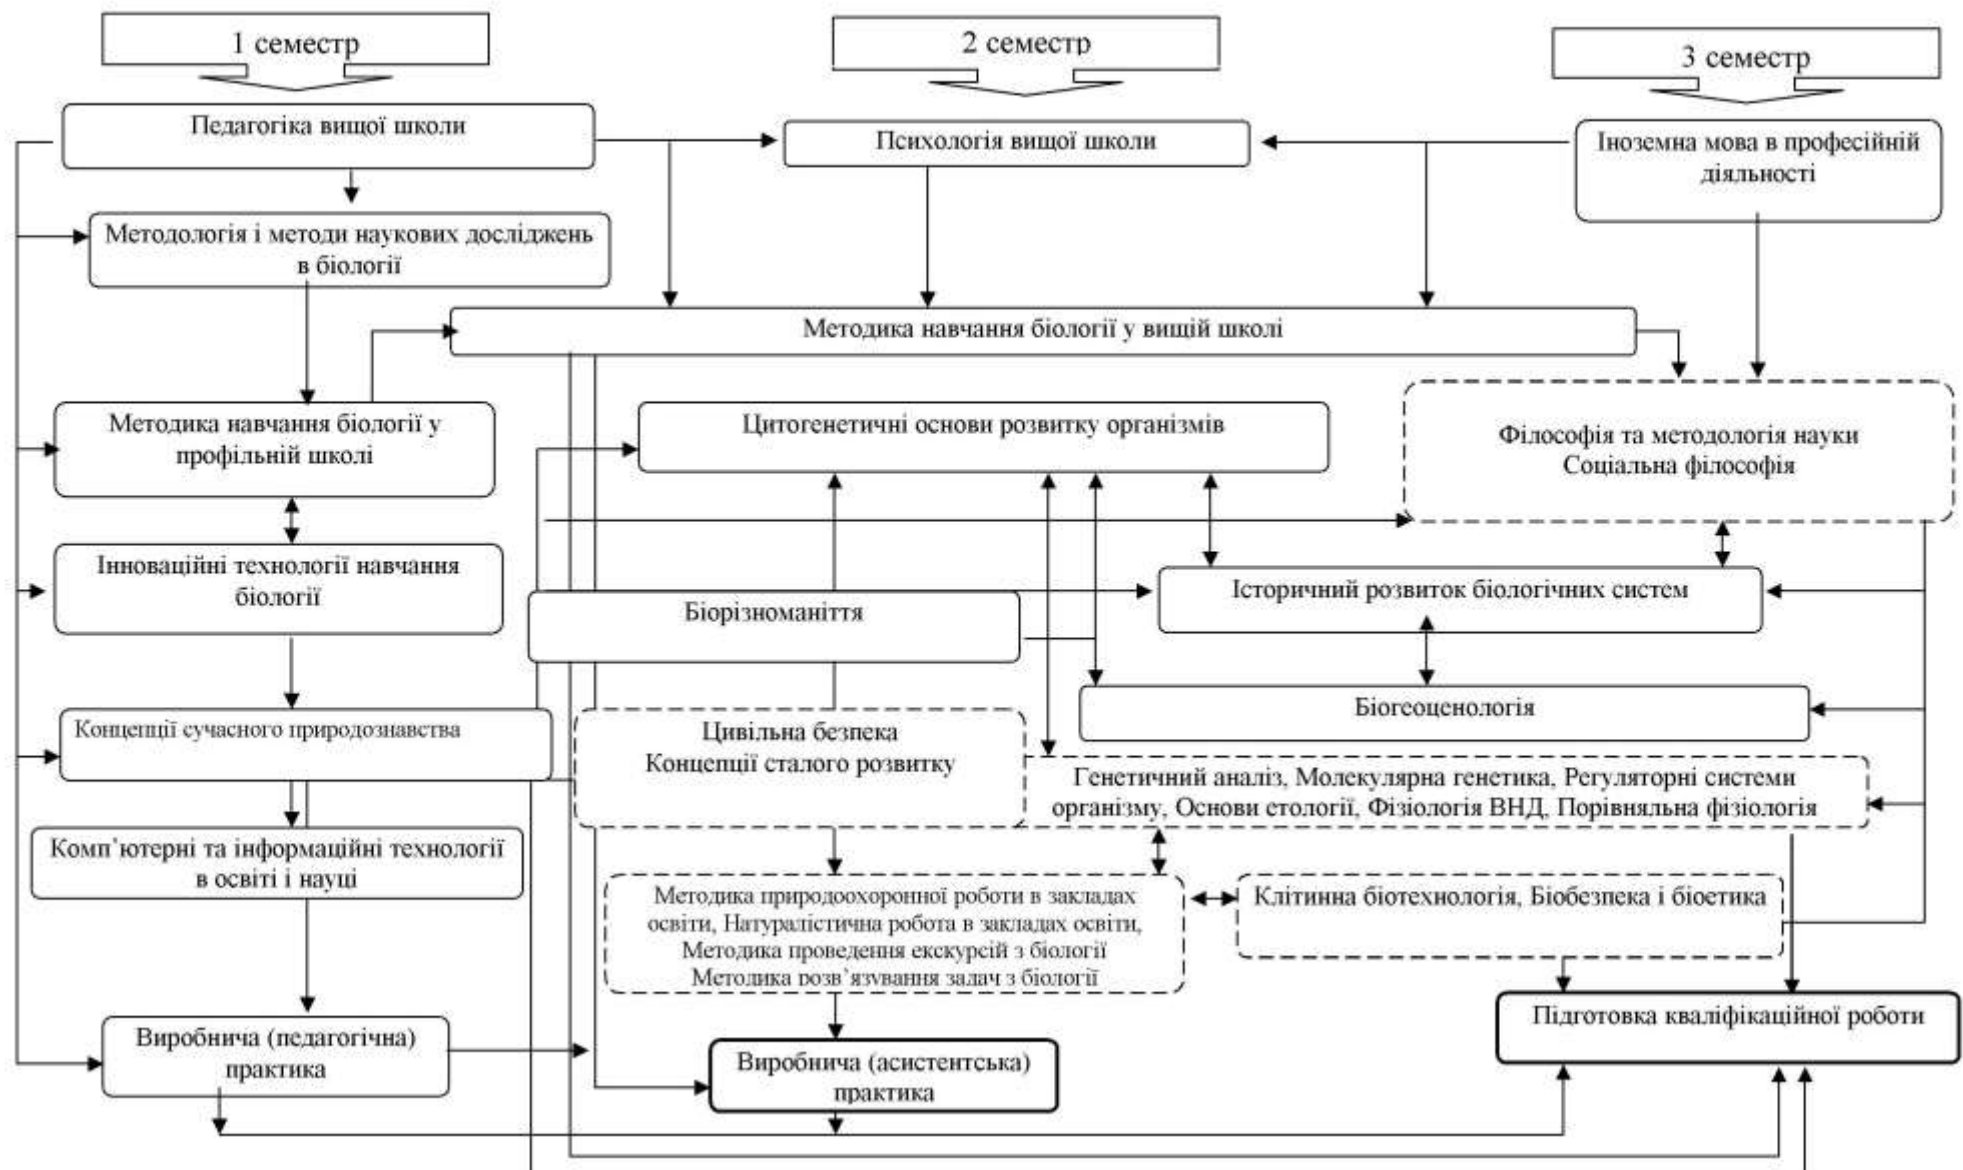 1 семестр
2 семестр
3 семестр
Педагогіка вищої школи
Психологія вищої школи
Іноземна мова в професійній
діяльності
Методологія і методи наукових досліджень
в біології
Методика навчання біології у вищій школі
Методика навчання біології у
профільній школі
Цитогенетичні основи розвитку організмів
Філософія та методологія науки
Соціальна філософія
Інноваційні технології навчання
біології
Біорізноманіття
Історичний розвиток біологічних систем
Біогеоценологія
Концепції сучасного природознавства
Цивільна безпека
Концепції сталого розвитку
Генетичний аналіз, Молекулярна генетика, Регуляторні системи
організму, Основи етології, Фізіологія ВНД, Порівняльна фізіологія
Комп’ютерні та інформаційні технології
в освіті і науці
Методика природоохоронної роботи в закладах
освіти, Натуралістична робота в закладах освіти,
Методика проведення екскурсій з біології
Методика розв’язування задач з біології
Клітинна біотехнологія, Біобезпека і біоетика
Виробнича (педагогічна)
практика
Виробнича (асистентська)
практика
Підготовка кваліфікаційної роботи